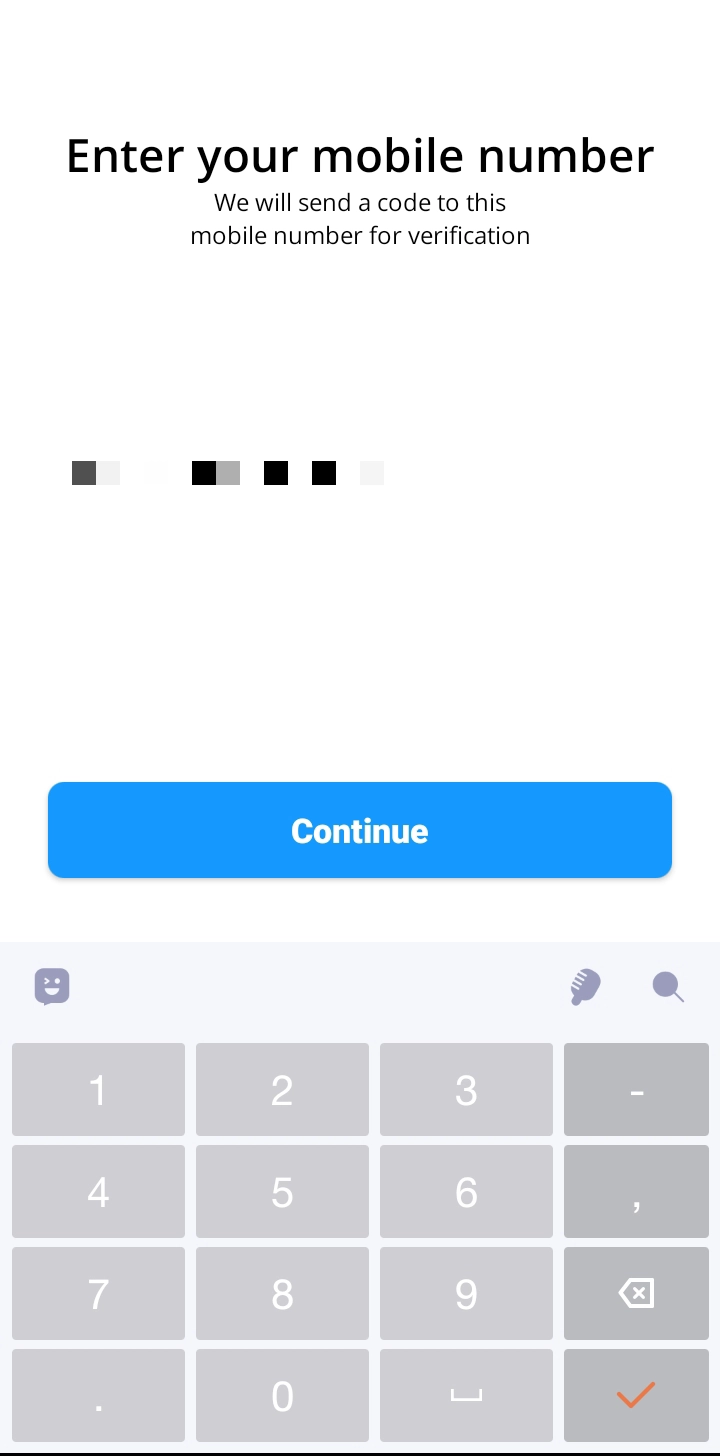 Enter your mobile number
We will send a code to this
mobile number for verification
Continue
1 2 3 -
4 5 6 ,
7 8 9
. 0